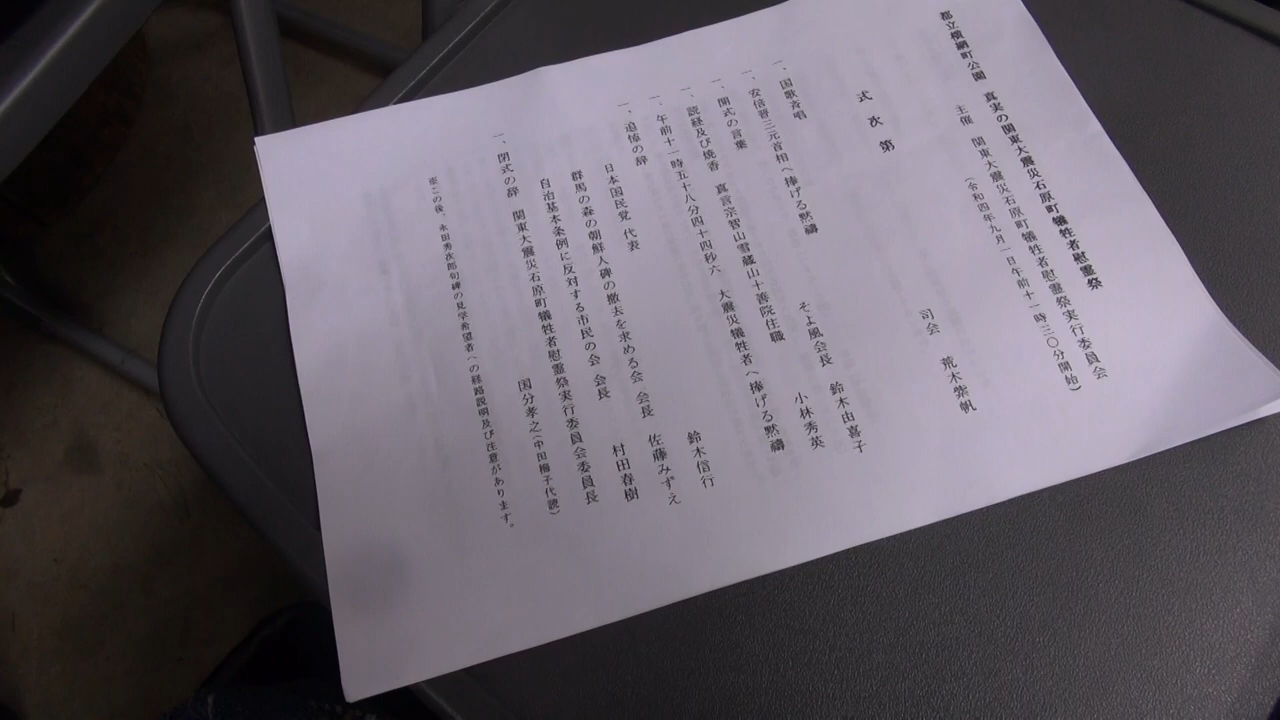 都立横網町公園　真実の関東大震災石原町犠牲者慰霊祭
主催　関東大震災石原町犠牲者慰霊祭実行委員会
（令和四年九月一日午前十一時三〇分開始）
司会　荒木紫帆
式次第
一、国歌斉唱
一、安倍晋三元首相へ捧げる黙禱
一、開式の言葉　そよ風会長　鈴木由喜子
一、読経及び焼香　真言宗智山雪蔵山十善院住職　小林秀英
一、午前十一時五十八分四十四秒六　大震災犠牲者へ捧げる黙禱
一、追悼の辞
日本国民党 代表　鈴木信行
群馬の森の朝鮮人碑の撤去を求める会 会長　佐藤みずえ
自治基本条例に反対する市民の会 会長　村田春樹
一、閉式の辞　関東大震災石原町犠牲者慰霊祭実行委員会委員長
国分孝之（中田梅子代読）
※この後、永田秀次郎句碑の見学希望者への経路説明及び注意があります。